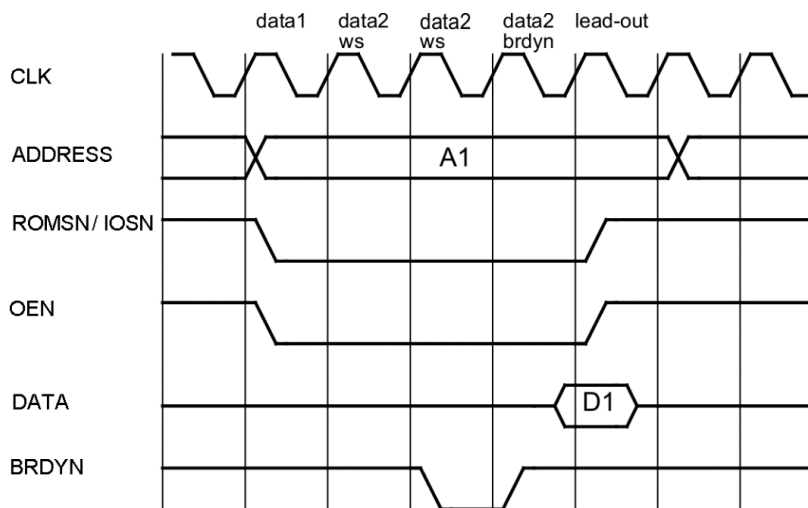 data1 data2 data2 data2 lead-out
ws ws brdyn
CLK
ADDRESS A1
ROMSN/ IOSN
OEN
DATA D1
BRDYN